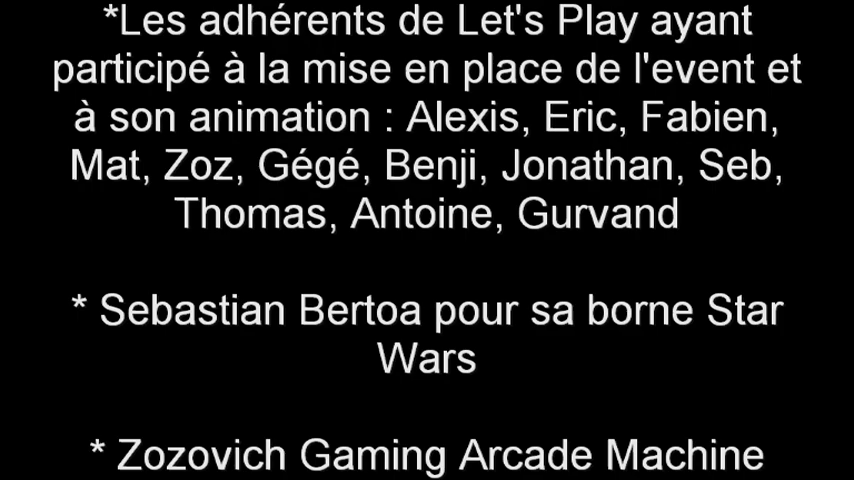 *Les adhérents de Let's Play ayant
participé à la mise en place de l'event et
à son animation : Alexis, Eric, Fabien,
Mat, Zoz, Gégé, Benji, Jonathan, Seb,
Thomas, Antoine, Gurvand
* Sebastian Bertoa pour sa borne Star
Wars
* Zozovich Gaming Arcade Machine